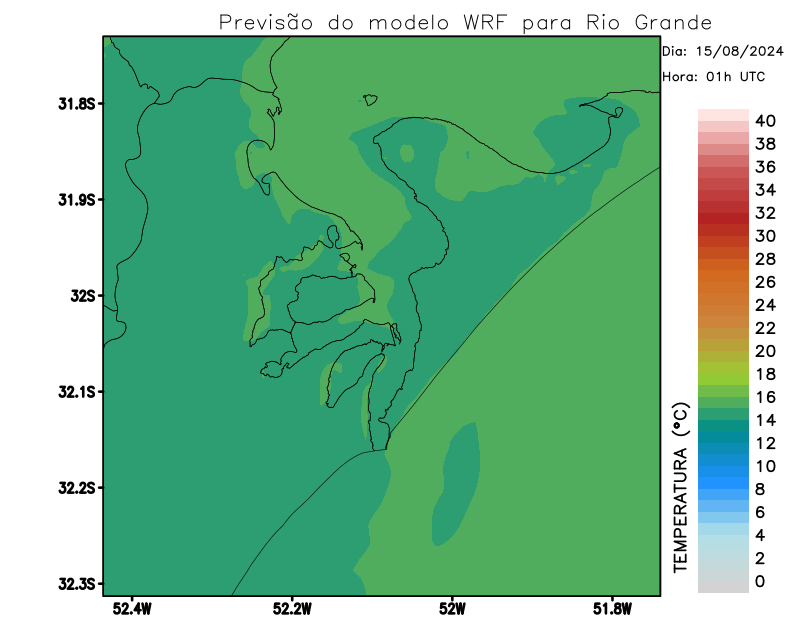 Previsão do modelo WRF para Rio Grande
Dia: 15/08/2024
Hora: 01h UTC
31.8S
31.9S
32S
32.1S
32.2S
32.3S
52.4W 52.2W 52W 51.8W
TEMPERATURA (°C)
40
38
36
34
32
30
28
26
24
22
20
18
16
14
12
10
8
6
4
2
0